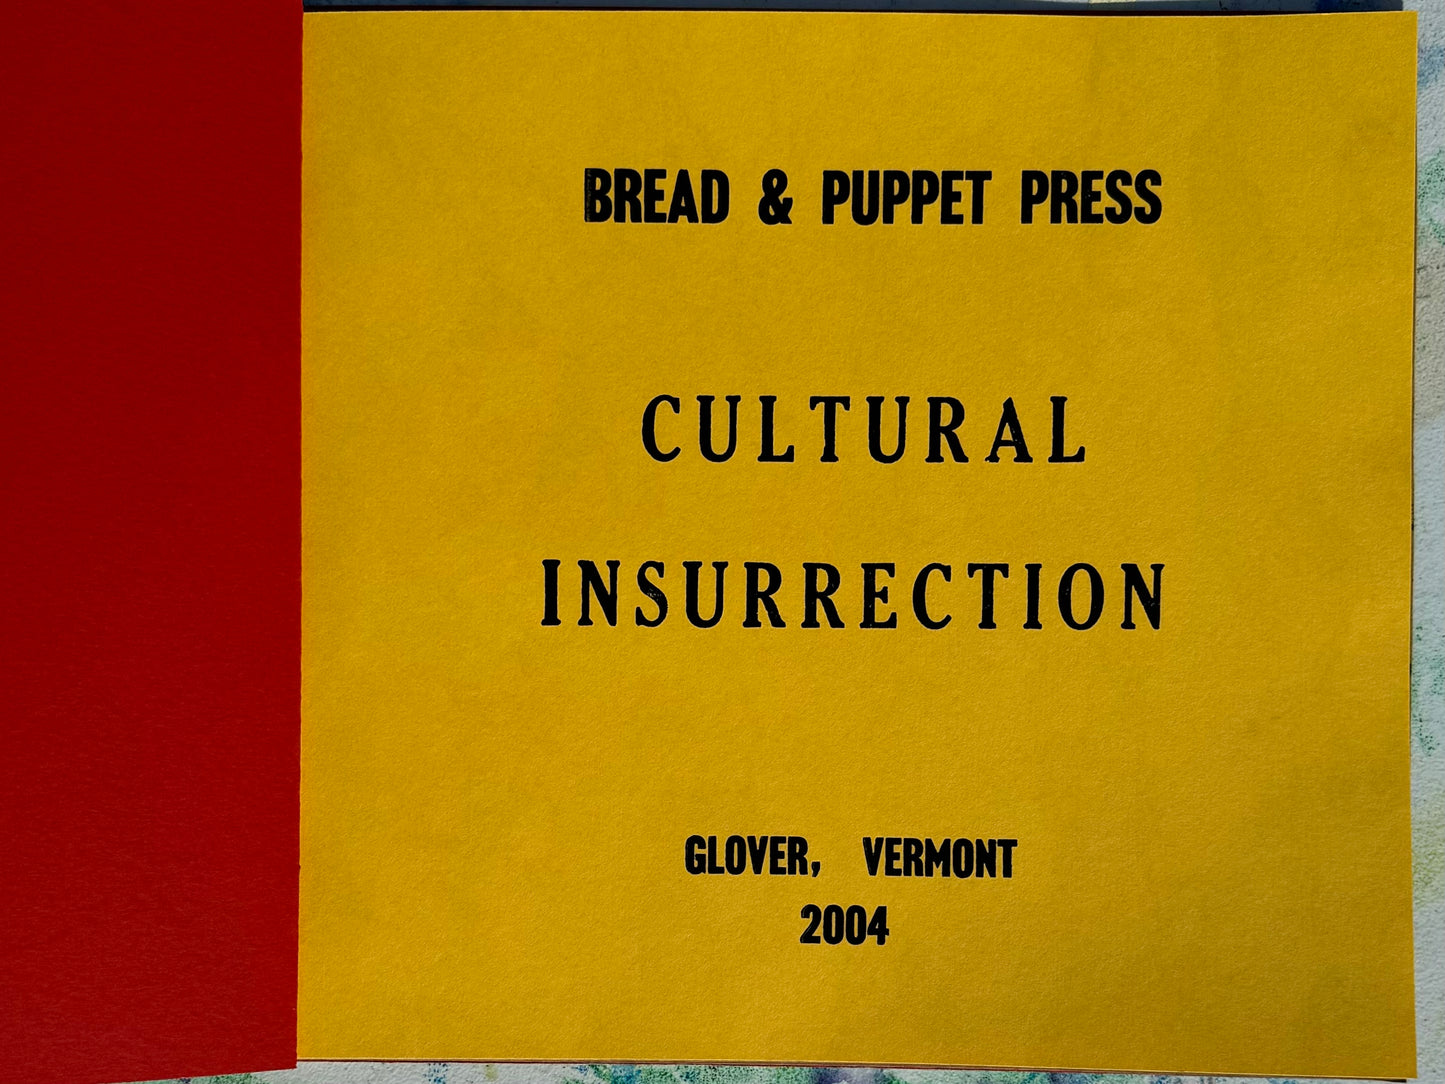 BREAD & PUPPET PRESS
CULTURAL
INSURRECTION
GLOVER, VERMONT
2004